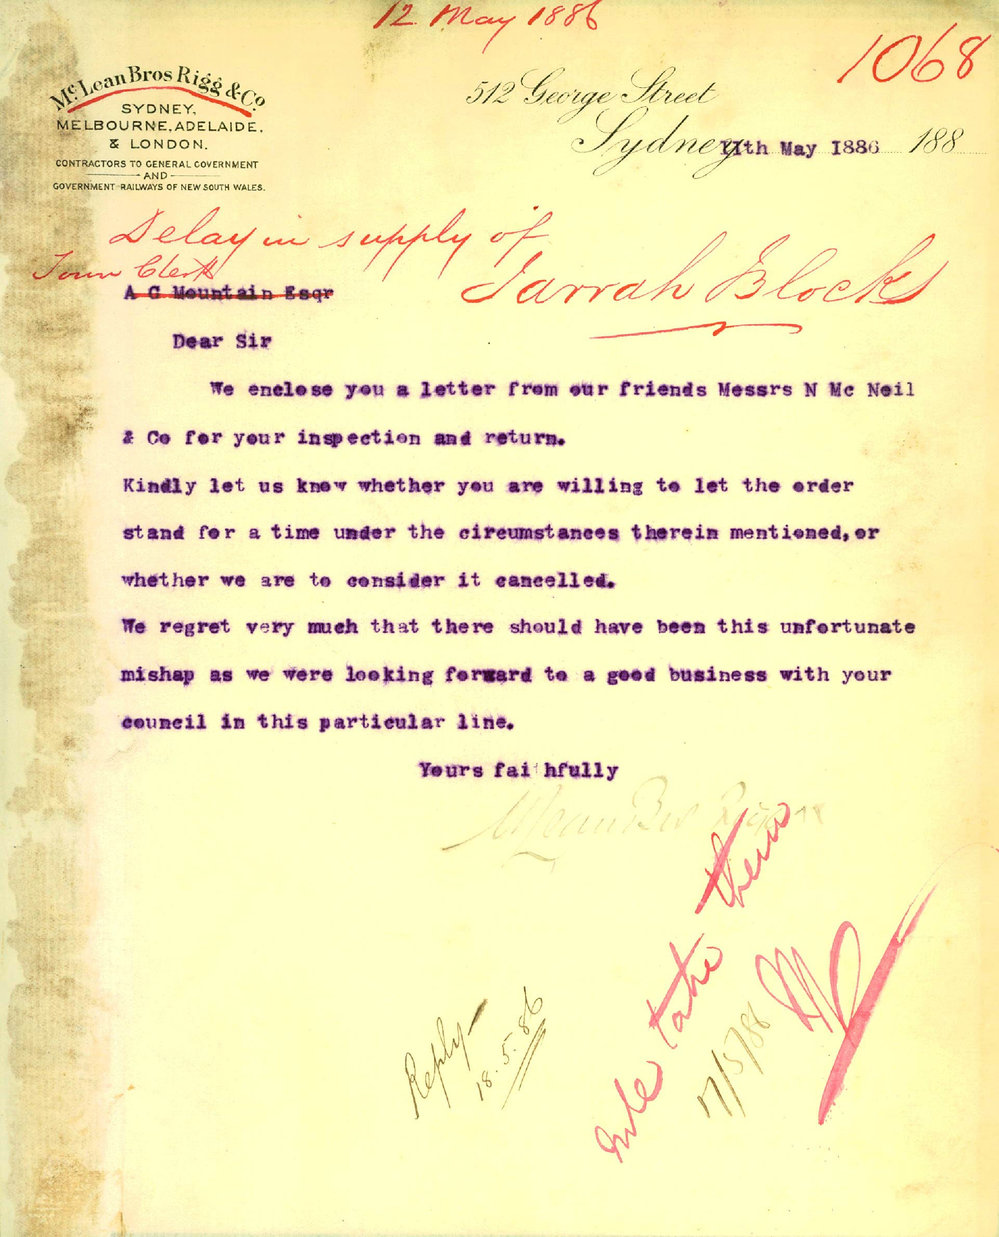 12 May 1886
1068
McLean Bros Rigg & Co
SYDNEY,
MELBOURNE, ADELAIDE,
& LONDON.
CONTRACTORS TO GENERAL GOVERNMENT
AND
GOVERNMENT RAILWAYS OF NEW SOUTH WALES.
512 George Street
Sydney 11th May 1886 188
Delay in supply of
Jarrah Blocks
Town Clerk
A C Mountain Esqr
Dear Sir
We enclose you a letter from our friends Messrs N Mc Neil
& Co for your inspection and return.
Kindly let us know whether you are willing to let the order
stand for a time under the circumstances therein mentioned, or
whether we are to consider it cancelled.
We regret very much that there should have been this unfortunate
mishap as we were looking forward to a good business with your
council in this particular line.
Yours faithfully
McLean Bros Rigg & Co
take them
17/5/86
Reply
18.5.86